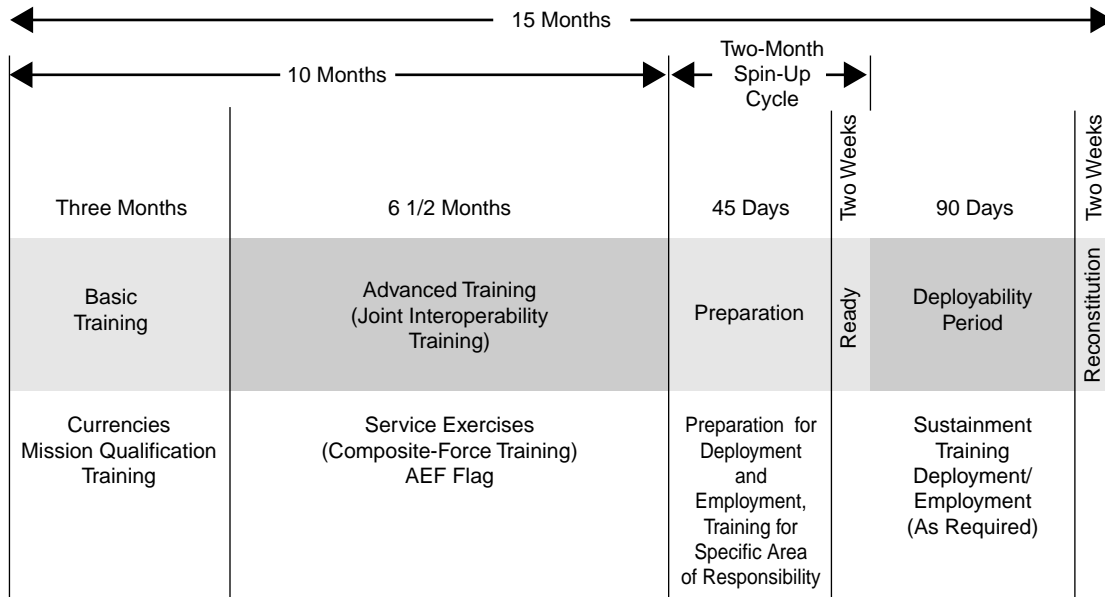 15 Months
10 Months
Two-Month
Spin-Up
Cycle
Three Months
6 1/2 Months
45 Days
Two Weeks
90 Days
Two Weeks
Basic
Training
Advanced Training
(Joint Interoperability
Training)
Preparation
Ready
Deployability
Period
Reconstitution
Currencies
Mission Qualification
Training
Service Exercises
(Composite-Force Training)
AEF Flag
Preparation for
Deployment
and
Employment,
Training for
Specific Area
of Responsibility
Sustainment
Training
Deployment/
Employment
(As Required)